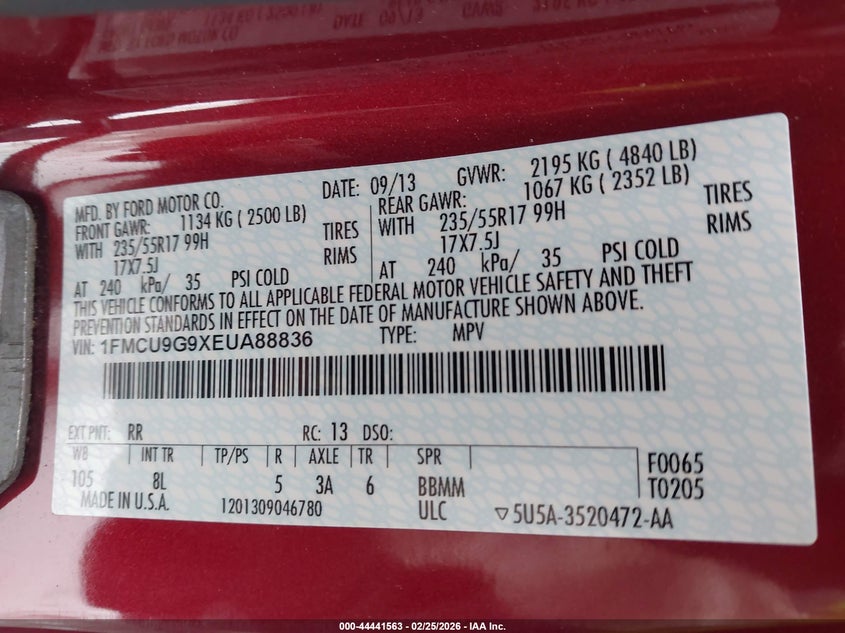 MFD. BY FORD MOTOR CO.
DATE: 09/13 GVWR: 2195 KG ( 4840 LB)
FRONT GAWR: 1134 KG ( 2500 LB)
REAR GAWR: 1067 KG ( 2352 LB)
WITH 235/55R17 99H TIRES
WITH 235/55R17 99H TIRES
17X7.5J RIMS
17X7.5J RIMS
AT 240 kPa/ 35 PSI COLD
AT 240 kPa/ 35 PSI COLD
THIS VEHICLE CONFORMS TO ALL APPLICABLE FEDERAL MOTOR VEHICLE SAFETY AND THEFT
PREVENTION STANDARDS IN EFFECT ON THE DATE OF MANUFACTURE SHOWN ABOVE.
VIN: 1FMCU9G9XEUA88836 TYPE: MPV
EXT PNT: RR RC: 13 DSO:
WB INT TR TP/PS R AXLE TR SPR F0065
105 8L 5 3A 6 BBMM T0205
MADE IN U.S.A. 1201309046780 ULC ▽5U5A-3520472-AA
000-44441563 - 02/25/2026 - IAA Inc.